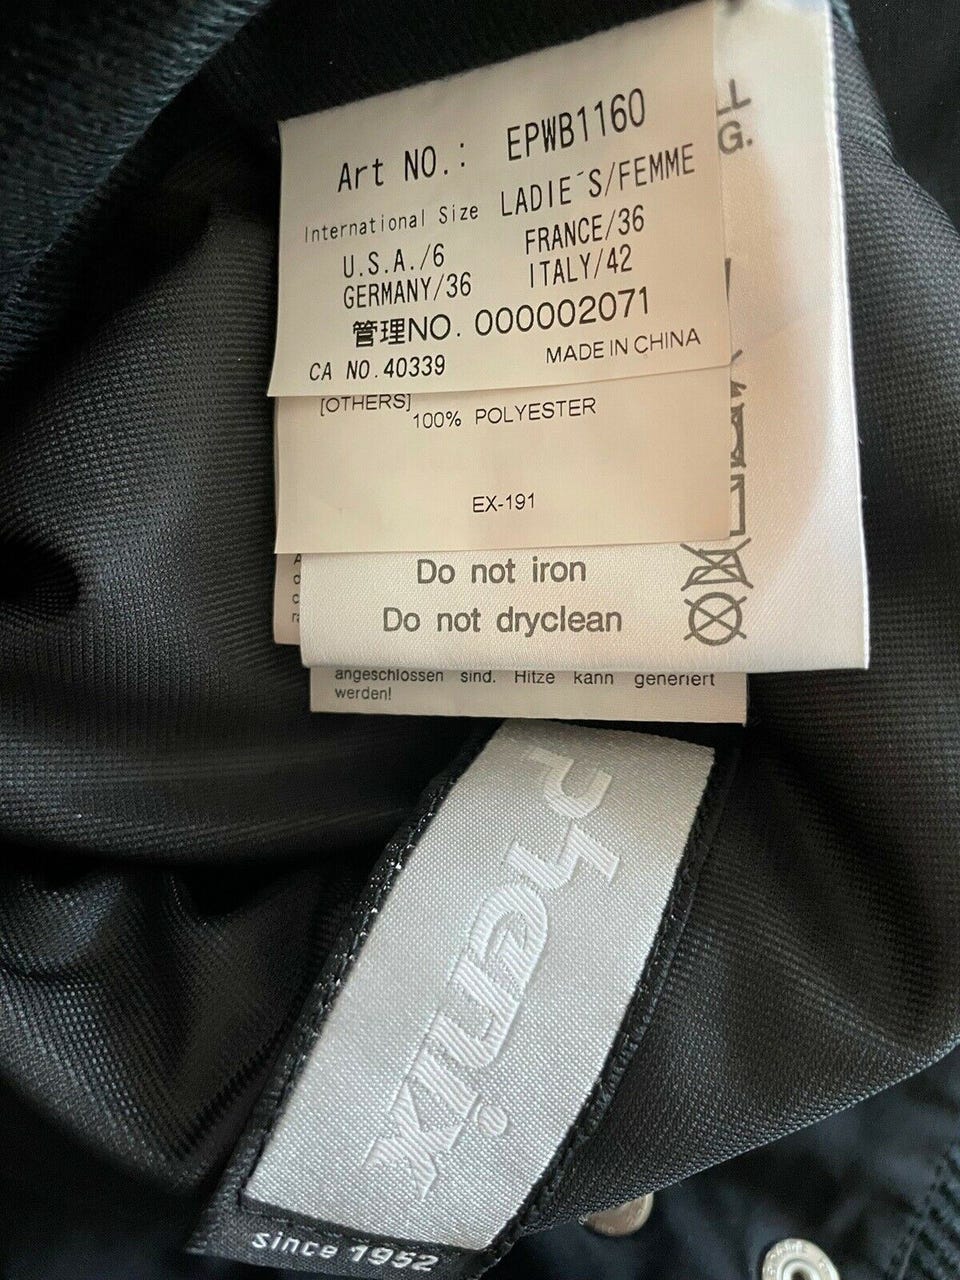 Art NO.: EPWB1160
International Size LADIE´S/FEMME
U.S.A./6 FRANCE/36
GERMANY/36 ITALY/42
管理NO. 000002071
CA NO.40339 MADE IN CHINA
[OTHERS]
100% POLYESTER
EX-191
Do not iron
Do not dryclean
angeschlossen sind. Hitze kann generiert
werden!
phenix
since 1952